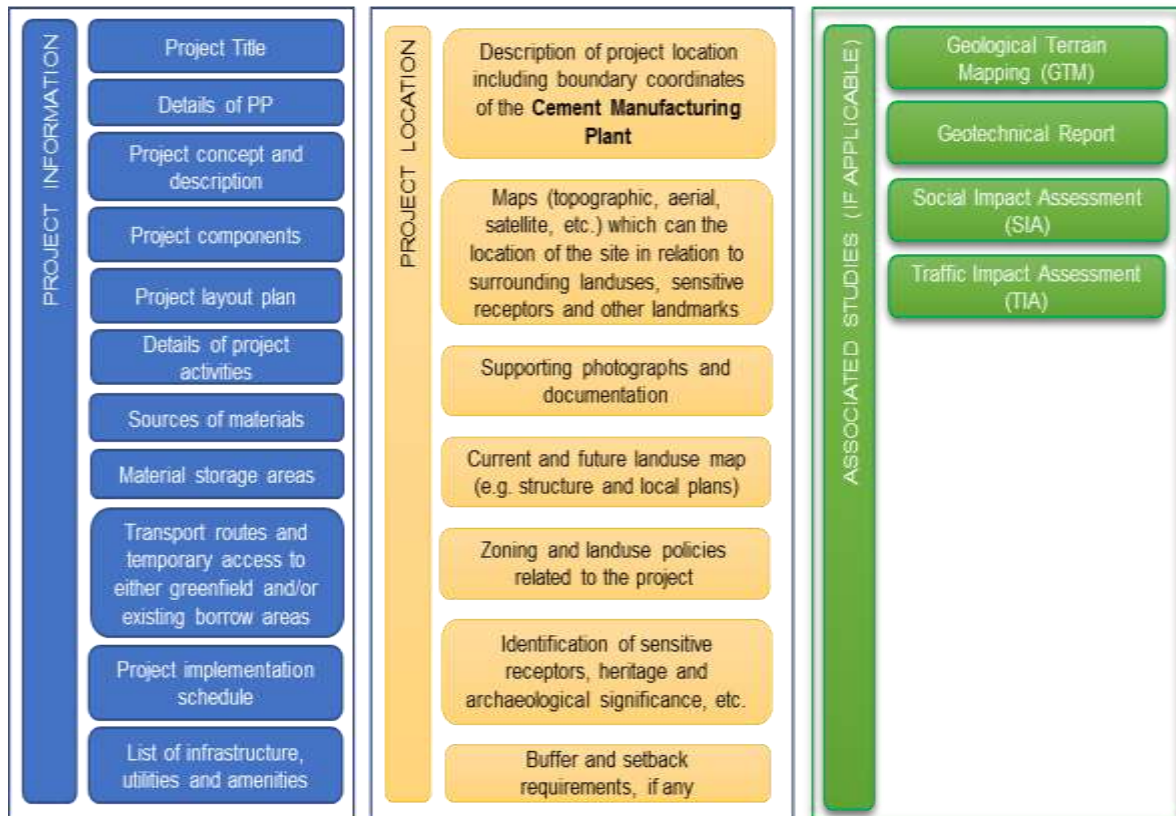 PROJECT INFORMATION
Project Title
Details of PP
Project concept and
description
Project components
Project layout plan
Details of project
activities
Sources of materials
Material storage areas
Transport routes and
temporary access to
either greenfield and/or
existing borrow areas
Project implementation
schedule
List of infrastructure,
utilities and amenities
PROJECT LOCATION
Description of project location
including boundary coordinates
of the Cement Manufacturing
Plant
Maps (topographic, aerial,
satellite, etc.) which can the
location of the site in relation to
surrounding landuses, sensitive
receptors and other landmarks
Supporting photographs and
documentation
Current and future landuse map
(e.g. structure and local plans)
Zoning and landuse policies
related to the project
Identification of sensitive
receptors, heritage and
archaeological significance, etc.
Buffer and setback
requirements, if any
ASSOCIATED STUDIES (IF APPLICABLE)
Geological Terrain
Mapping (GTM)
Geotechnical Report
Social Impact Assessment
(SIA)
Traffic Impact Assessment
(TIA)